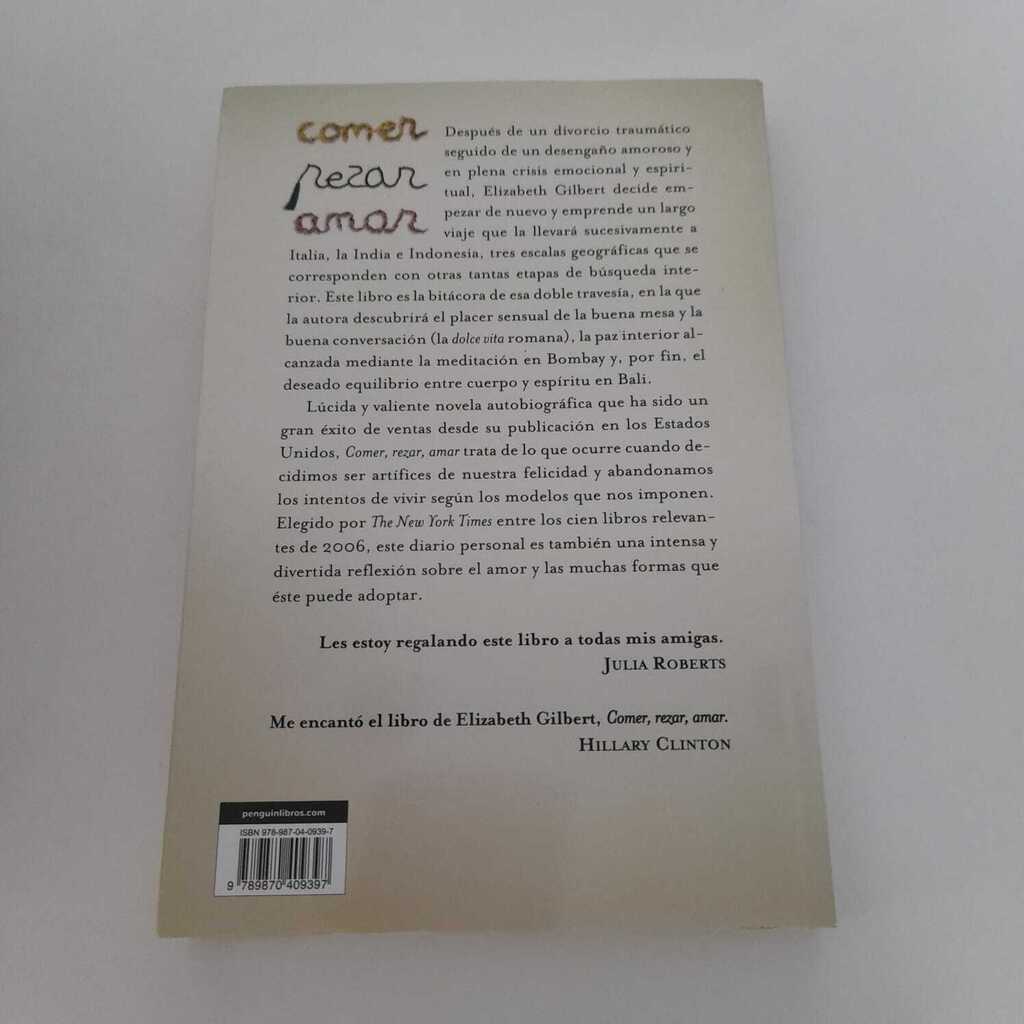 comer
rezar
amar
Después de un divorcio traumático
seguido de un desengaño amoroso y
en plena crisis emocional y espiri-
tual, Elizabeth Gilbert decide em-
pezar de nuevo y emprende un largo
viaje que la llevará sucesivamente a
Italia, la India e Indonesia, tres escalas geográficas que se
corresponden con otras tantas etapas de búsqueda inte-
rior. Este libro es la bitácora de esa doble travesía, en la que
la autora descubrirá el placer sensual de la buena mesa y la
buena conversación (la dolce vita romana), la paz interior al-
canzada mediante la meditación en Bombay y, por fin, el
deseado equilibrio entre cuerpo y espíritu en Bali.
Lúcida y valiente novela autobiográfica que ha sido un
gran éxito de ventas desde su publicación en los Estados
Unidos, Comer, rezar, amar trata de lo que ocurre cuando de-
cidimos ser artífices de nuestra felicidad y abandonamos
los intentos de vivir según los modelos que nos imponen.
Elegido por The New York Times entre los cien libros relevan-
tes de 2006, este diario personal es también una intensa y
divertida reflexión sobre el amor y las muchas formas que
éste puede adoptar.
Les estoy regalando este libro a todas mis amigas.
JULIA ROBERTS
Me encantó el libro de Elizabeth Gilbert, Comer, rezar, amar.
HILLARY CLINTON
penguinlibros.com
ISBN 978-987-04-0939-7
9 789870 409397